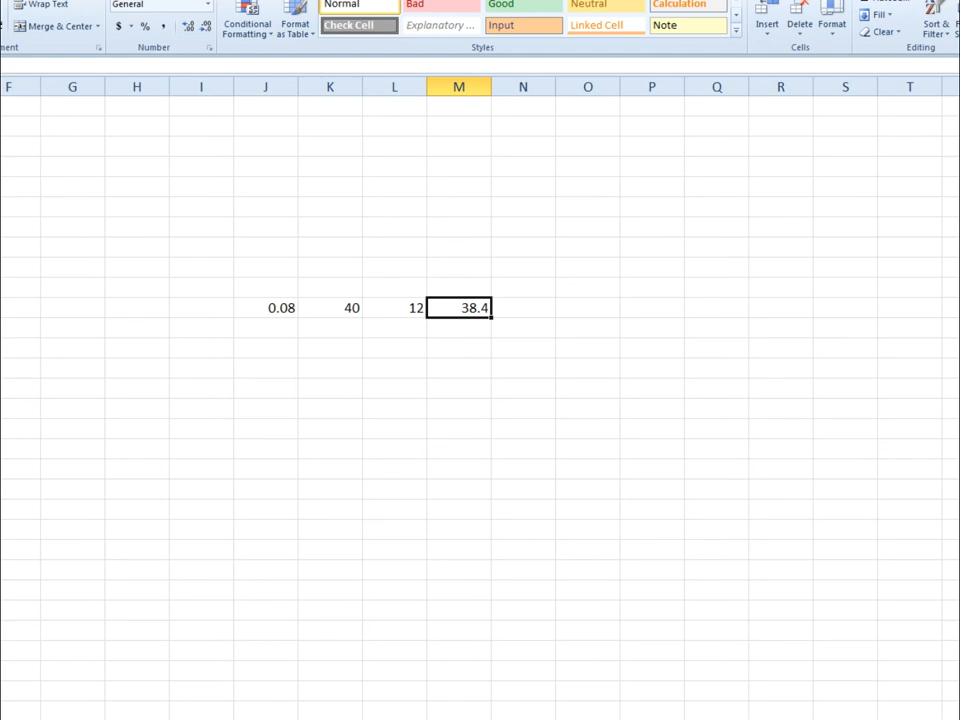 Wrap Text
General
Conditional
Formatting
Format
as Table
Normal
Bad
Good
Neutral
Calculation
Check Cell
Explanatory ...
Input
Linked Cell
Note
Insert
Delete
Format
Fill
Clear
Sort &
Filter
Merge & Center
$ % ,
Number
Styles
Cells
Editing
F G H I J K L M N O P Q R S T
0.08 40 12 38.4